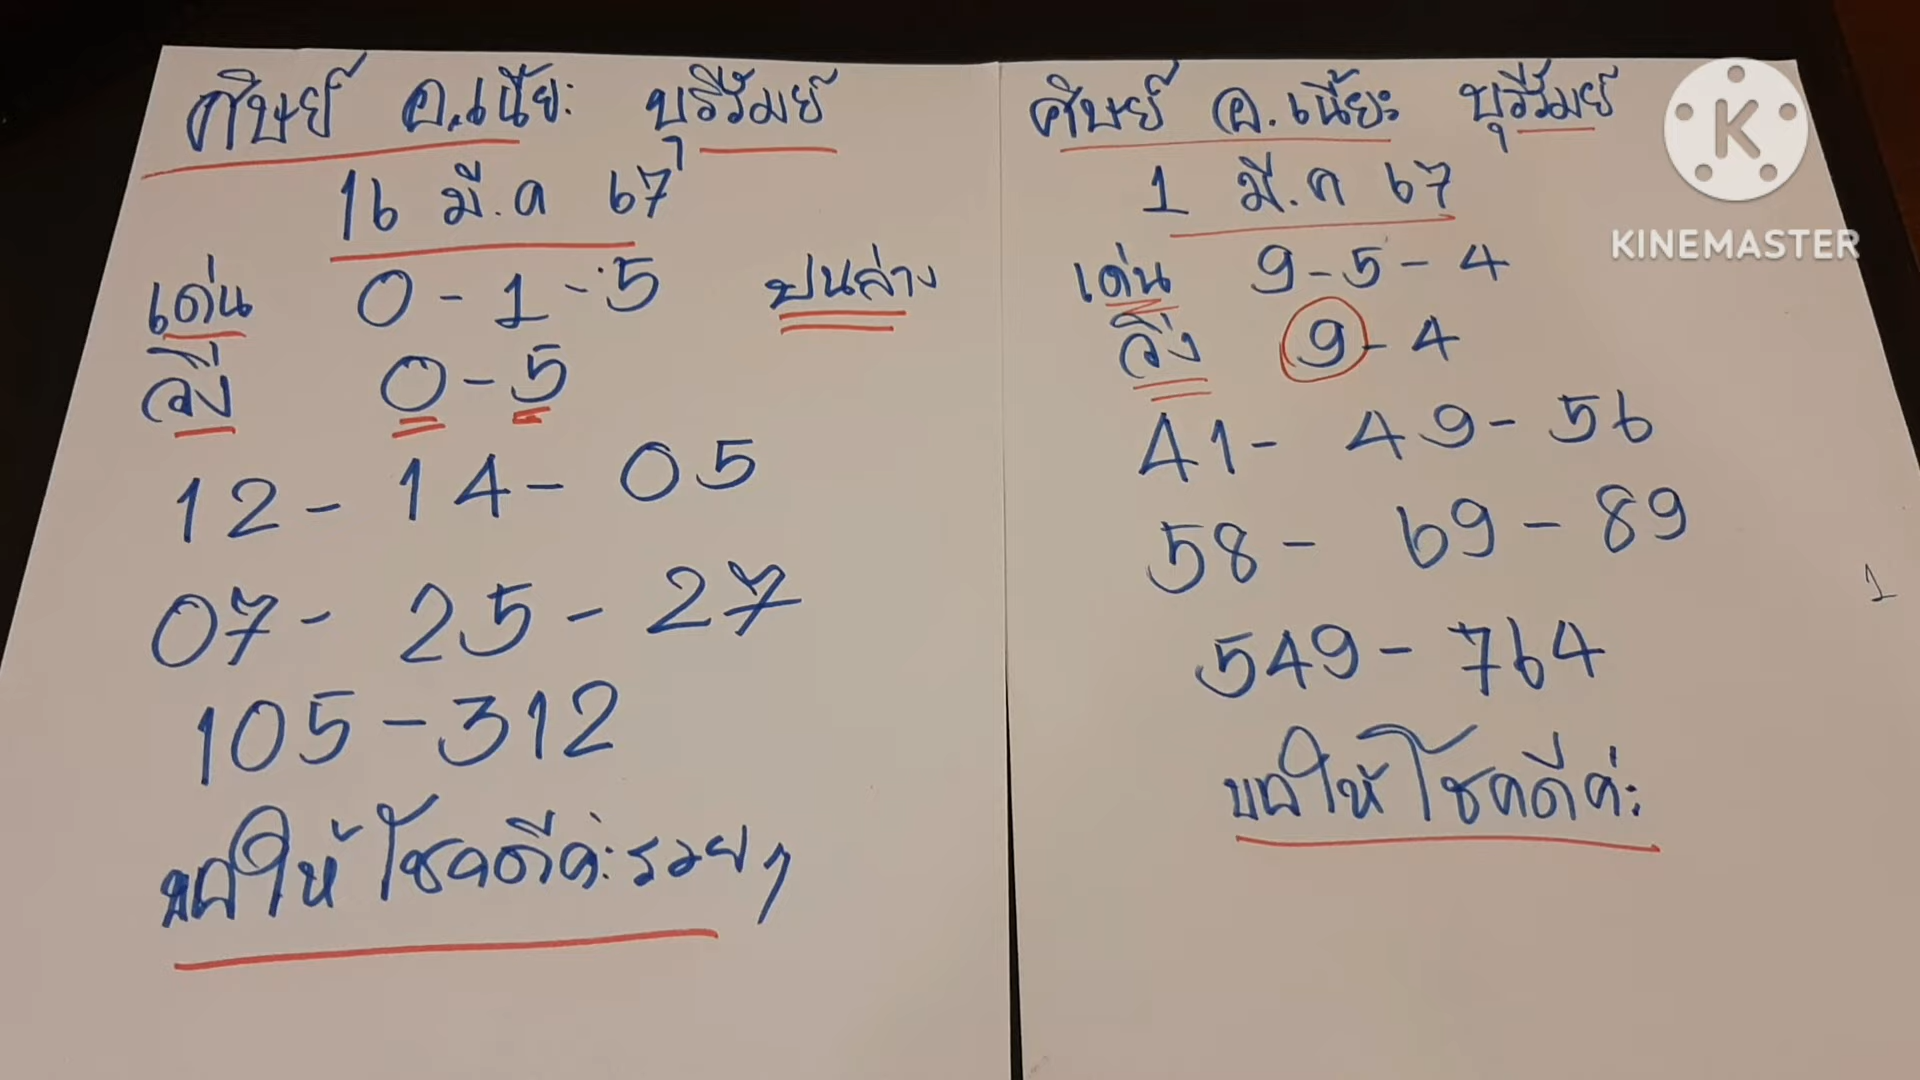 ศิษย์ อ.เนี๊ยะ บุรีรัมย์
16 มี.ค 67
เด่น 0-1-5 บนล่าง
วิ่ง 0-5
12- 14- 05
07- 25- 27
105-312
ขอให้โชคดีค่ะรวยๆ
ศิษย์ อ.เนี๊ยะ บุรีรัมย์
1 มี.ค 67
เด่น 9-5-4
วิ่ง 9-4
41- 49-56
58- 69-89
549-764
ขอให้โชคดีค่ะ
1
K
KINEMASTER